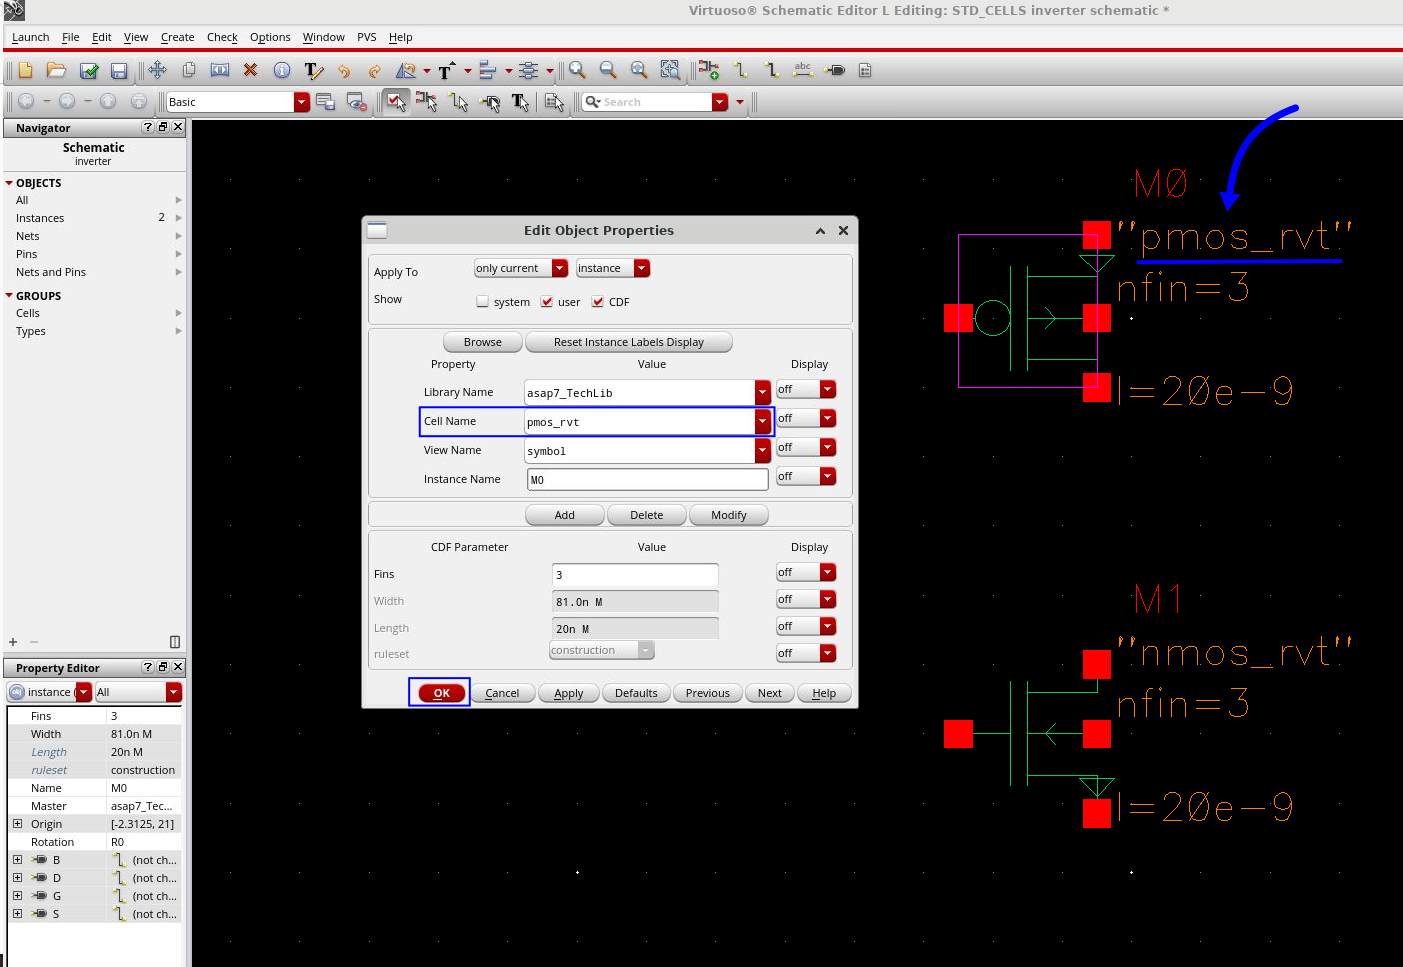 Virtuoso® Schematic Editor L Editing: STD_CELLS inverter schematic *
Launch File Edit View Create Check Options Window PVS Help
abc
Basic
Search
Navigator
Schematic
inverter
OBJECTS
All
Instances 2
Nets
Pins
Nets and Pins
GROUPS
Cells
Types
Property Editor
instance ( All
Fins 3
Width 81.0n M
Length 20n M
ruleset construction
Name M0
Master asap7_Tec...
Origin [-2.3125, 21]
Rotation R0
B (not ch...
D (not ch...
G (not ch...
S (not ch...
Edit Object Properties
Apply To only current instance
Show system user CDF
Browse Reset Instance Labels Display
Property Value Display
Library Name asap7_TechLib off
Cell Name pmos_rvt off
View Name symbol off
Instance Name M0 off
Add Delete Modify
CDF Parameter Value Display
Fins 3 off
Width 81.0n M off
Length 20n M off
ruleset construction off
OK Cancel Apply Defaults Previous Next Help
M0
"pmos_rvt"
nfin=3
l=20e-9
M1
"nmos_rvt"
nfin=3
l=20e-9